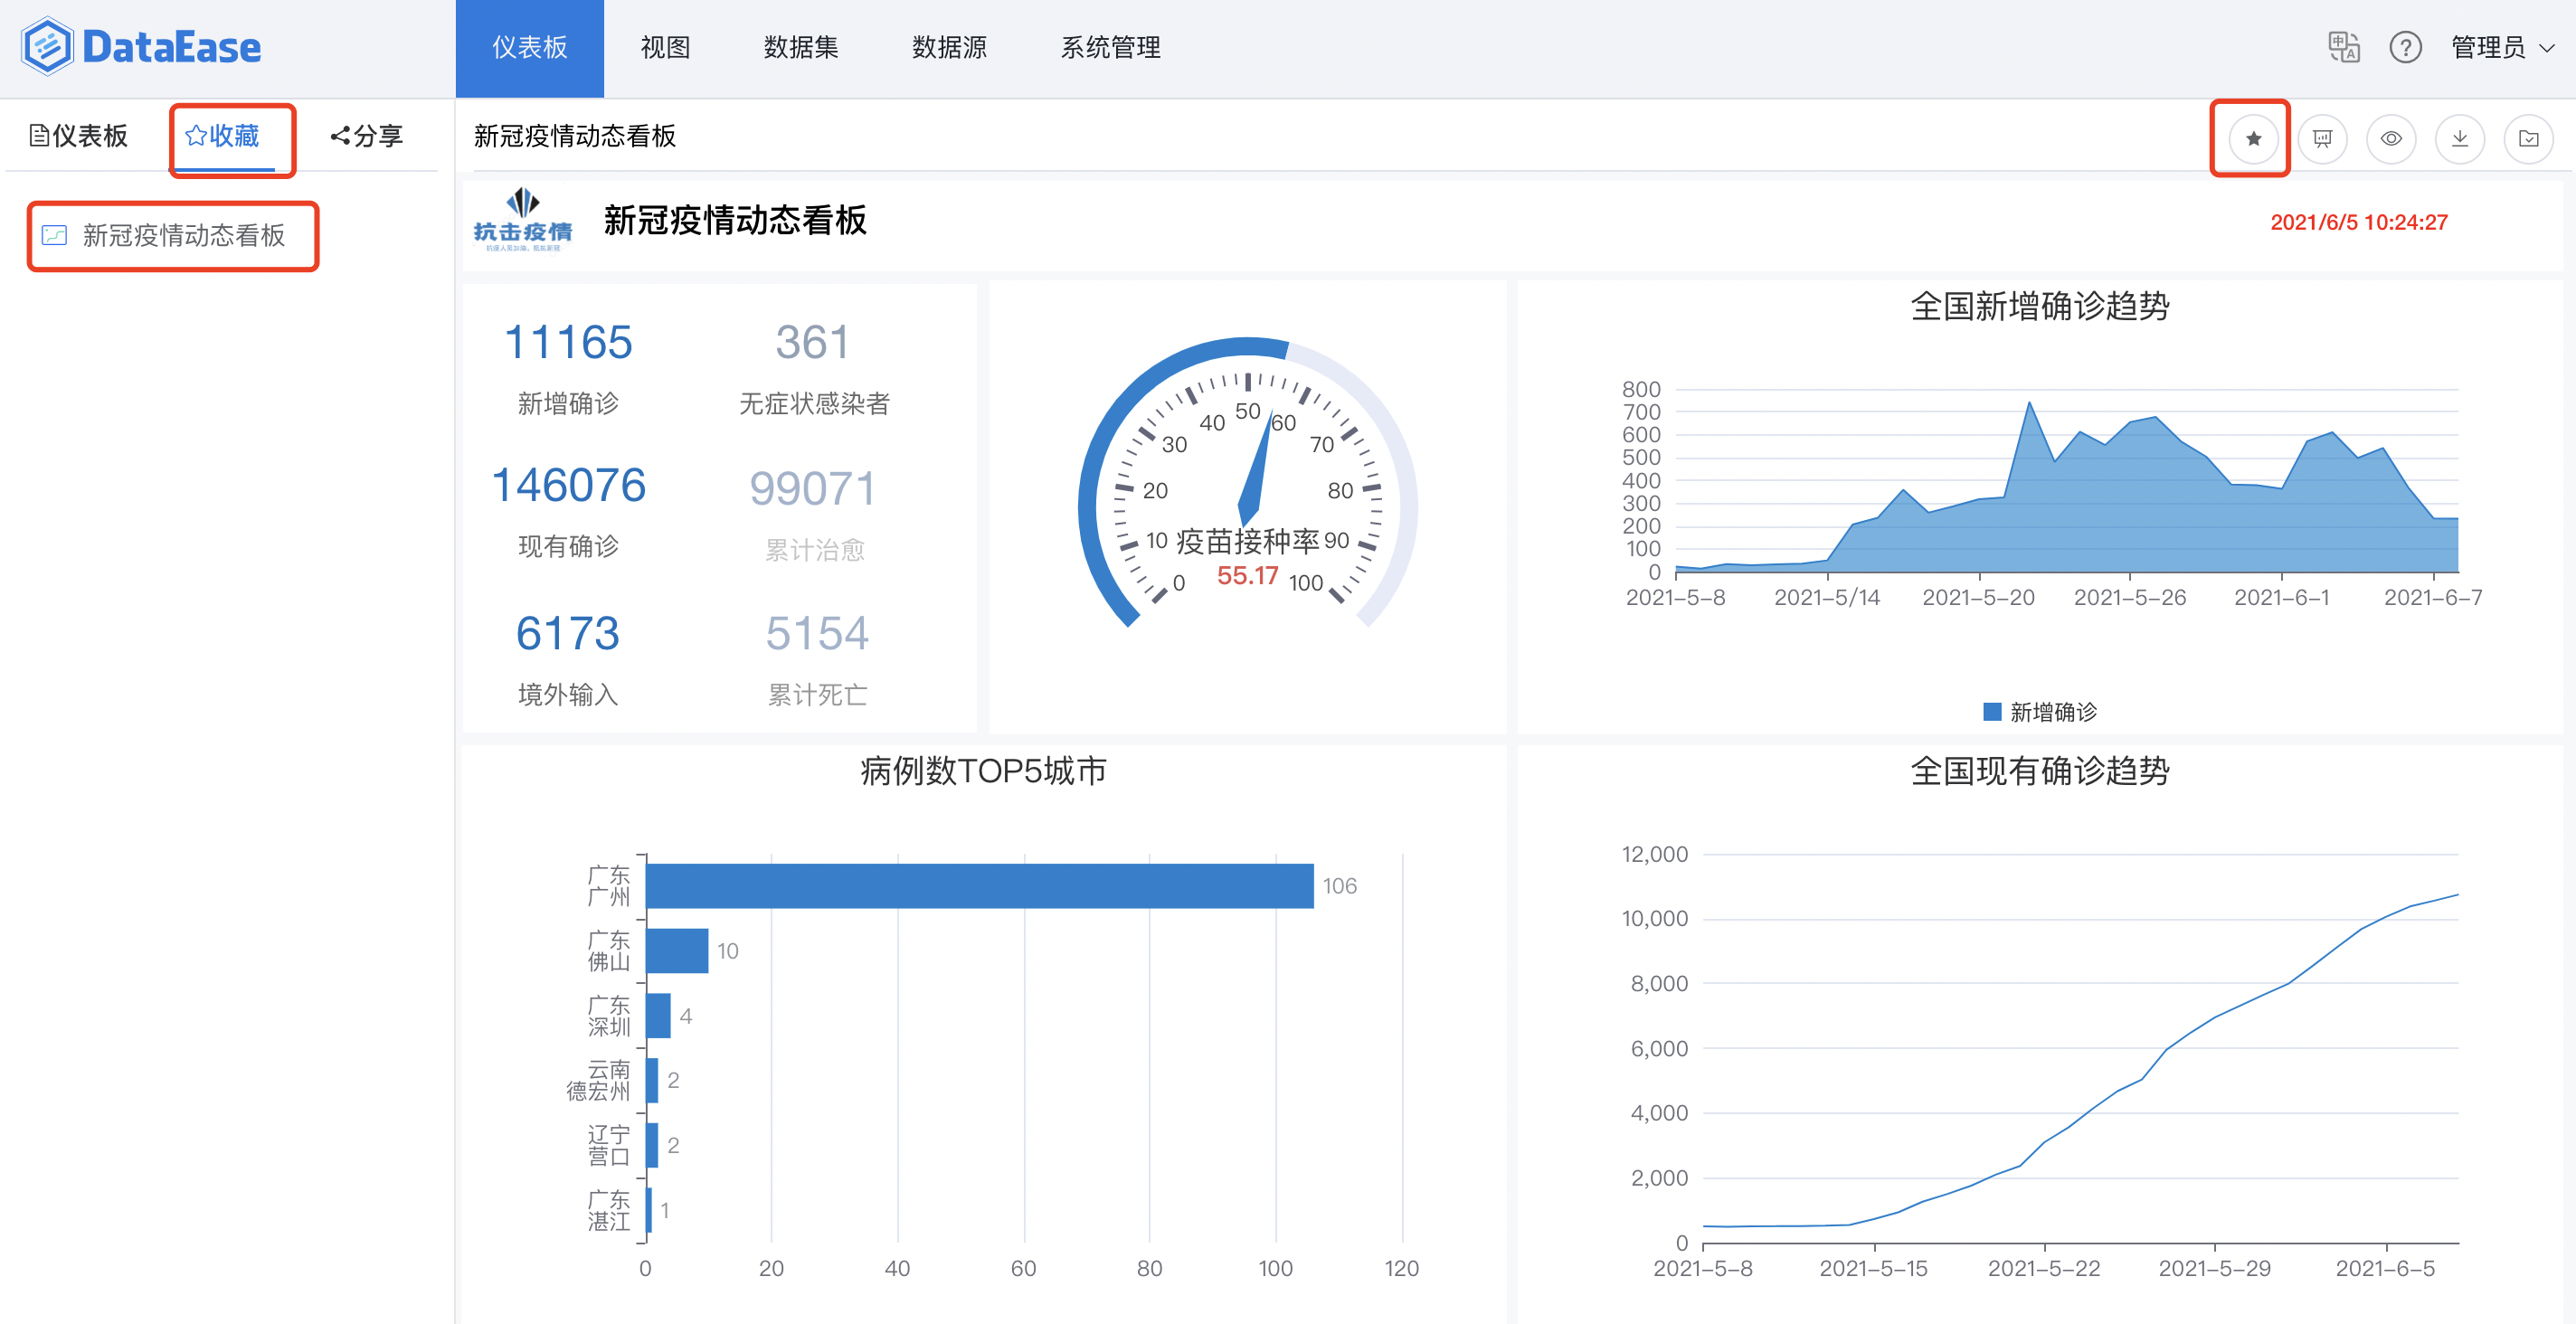 DataEase
仪表板 视图 数据集 数据源 系统管理
管理员
仪表板 收藏 分享
新冠疫情动态看板
新冠疫情动态看板
抗击疫情
新冠疫情动态看板
2021/6/5 10:24:27
11165 361
新增确诊 无症状感染者
146076 99071
现有确诊 累计治愈
6173 5154
境外输入 累计死亡
0
10
20
30
40
50
60
70
80
90
100
疫苗接种率
55.17
全国新增确诊趋势
800
700
600
500
400
300
200
100
0
2021-5-8 2021-5/14 2021-5-20 2021-5-26 2021-6-1 2021-6-7
新增确诊
病例数TOP5城市
广东
广州
106
广东
佛山
10
广东
深圳
4
云南
德宏州
2
辽宁
营口
2
广东
湛江
1
0 20 40 60 80 100 120
全国现有确诊趋势
12,000
10,000
8,000
6,000
4,000
2,000
0
2021-5-8 2021-5-15 2021-5-22 2021-5-29 2021-6-5